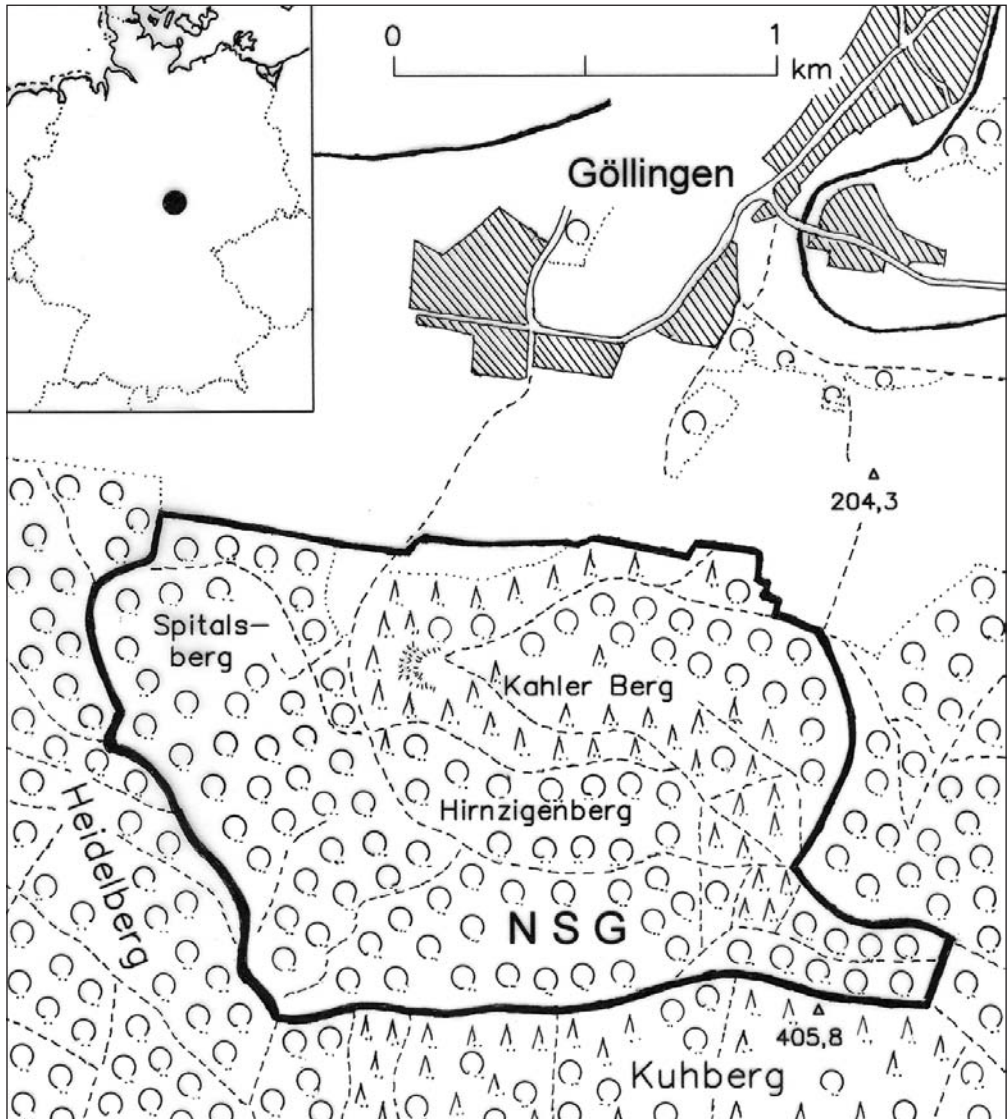 0 1
km
Göllingen
204,3
Spitals-
berg
Kahler Berg
Hirnzigenberg
Heidelberg
NSG
405,8
Kuhberg